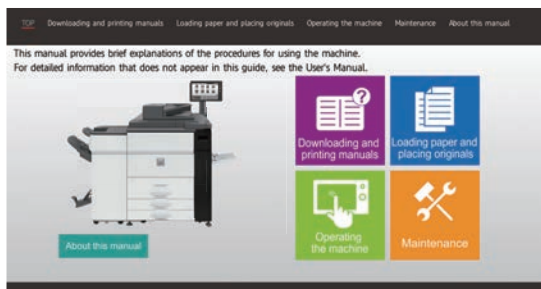 TOP Downloading and printing manuals Loading paper and placing originals Operating the machine Maintenance About this manual
This manual provides brief explanations of the procedures for using the machine.
For detailed information that does not appear in this guide, see the User's Manual.
Downloading and
printing manuals
Loading paper and
placing originals
About this manual
Operating
the machine
Maintenance